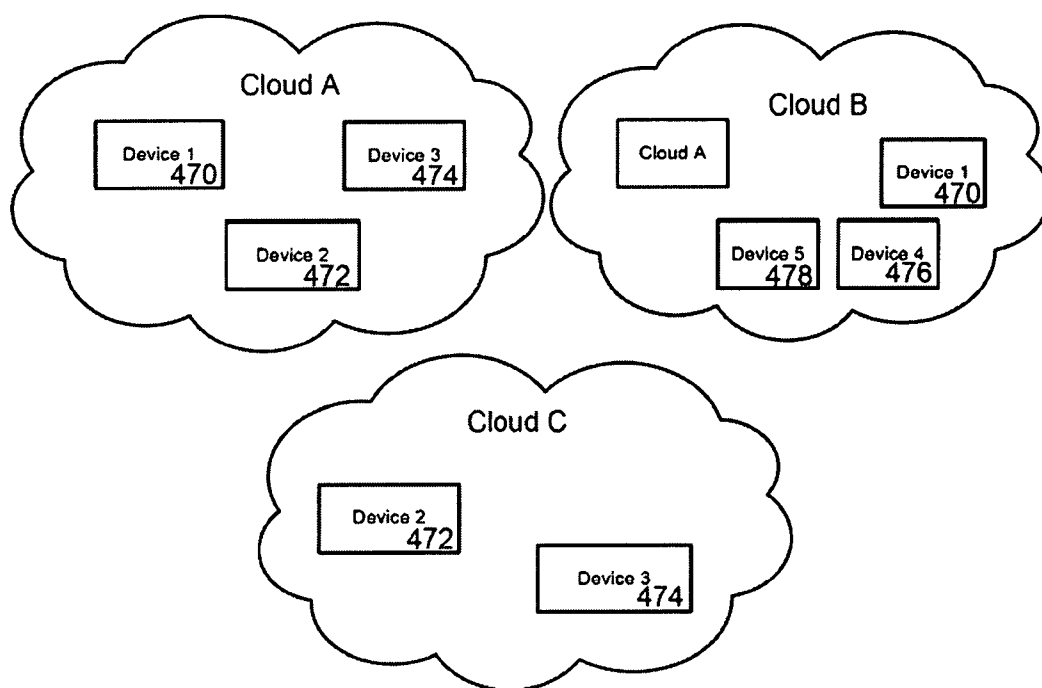 Cloud A
Device 1
470
Device 3
474
Device 2
472
Cloud B
Cloud A
Device 1
470
Device 5
478
Device 4
476
Cloud C
Device 2
472
Device 3
474